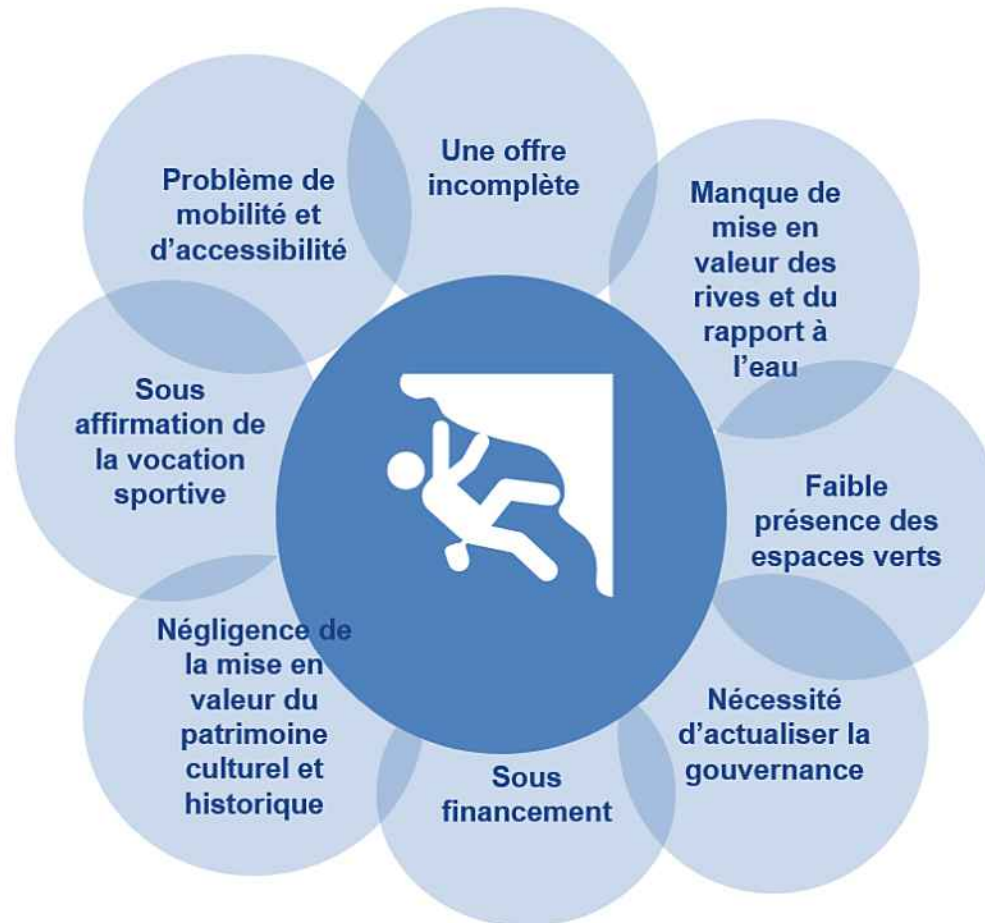 Une offre
incomplète
Manque de
mise en
valeur des
rives et du
rapport à
l'eau
Faible
présence des
espaces verts
Nécessité
d'actualiser la
gouvernance
Sous
financement
Négligence de
la mise en
valeur du
patrimoine
culturel et
historique
Sous
affirmation de
la vocation
sportive
Problème de
mobilité et
d'accessibilité